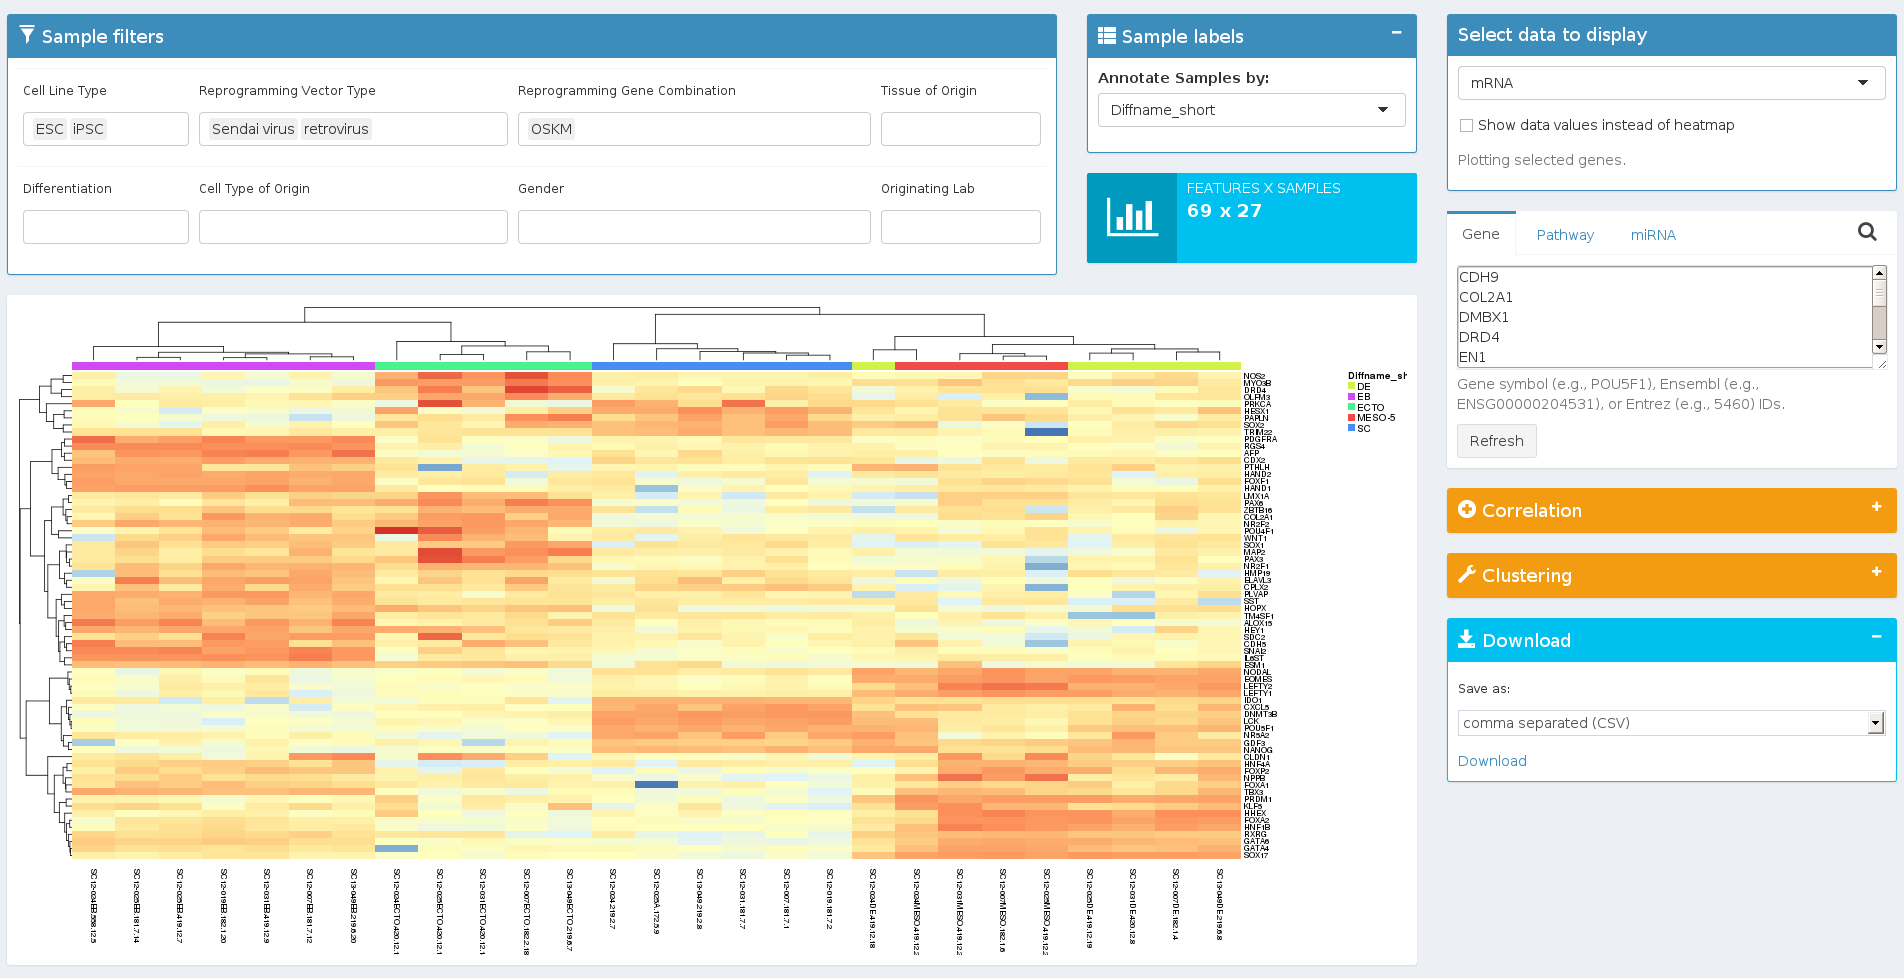 Sample filters
Cell Line Type
Reprogramming Vector Type
Reprogramming Gene Combination
Tissue of Origin
ESC iPSC
Sendai virus retrovirus
OSKM
Differentiation
Cell Type of Origin
Gender
Originating Lab
Sample labels
Annotate Samples by:
Diffname_short
FEATURES X SAMPLES
69 x 27
Select data to display
mRNA
Show data values instead of heatmap
Plotting selected genes.
Gene
Pathway
miRNA
CDH9
COL2A1
DMBX1
DRD4
EN1
Gene symbol (e.g., POU5F1), Ensembl (e.g.,
ENSG00000204531), or Entrez (e.g., 5460) IDs.
Refresh
Correlation
Clustering
Download
Save as:
comma separated (CSV)
Download
Diffname_sh
DE
EB
ECTO
MESO-5
SC
NOS2
MYO3B
DRD4
OLFM3
PRKCA
HESX1
PAPLN
SOX2
TRIM22
PDGFRA
RGS4
AFP
CDX2
PTHLH
HAND2
FOXF1
HAND1
LMX1A
PAX6
ZBTB16
COL2A1
NR2F2
POU4F1
WNT1
SOX1
MAP2
PAX3
NR2F1
HMP19
ELAVL3
CPLX2
PLVAP
SST
HOPX
TM4SF1
ALOX15
HEY1
SDC2
CDH5
SNAI2
IL6ST
ESM1
NODAL
EOMES
LEFTY2
LEFTY1
IDO1
CXCL5
DNMT3B
LCK
POU5F1
NR5A2
GDF3
NANOG
CLDN1
HNF4A
FOXP2
NPPB
FOXA1
TBX3
PRDM1
KLF5
HHEX
FOXA2
HNF1B
RXRG
GATA6
GATA4
SOX17